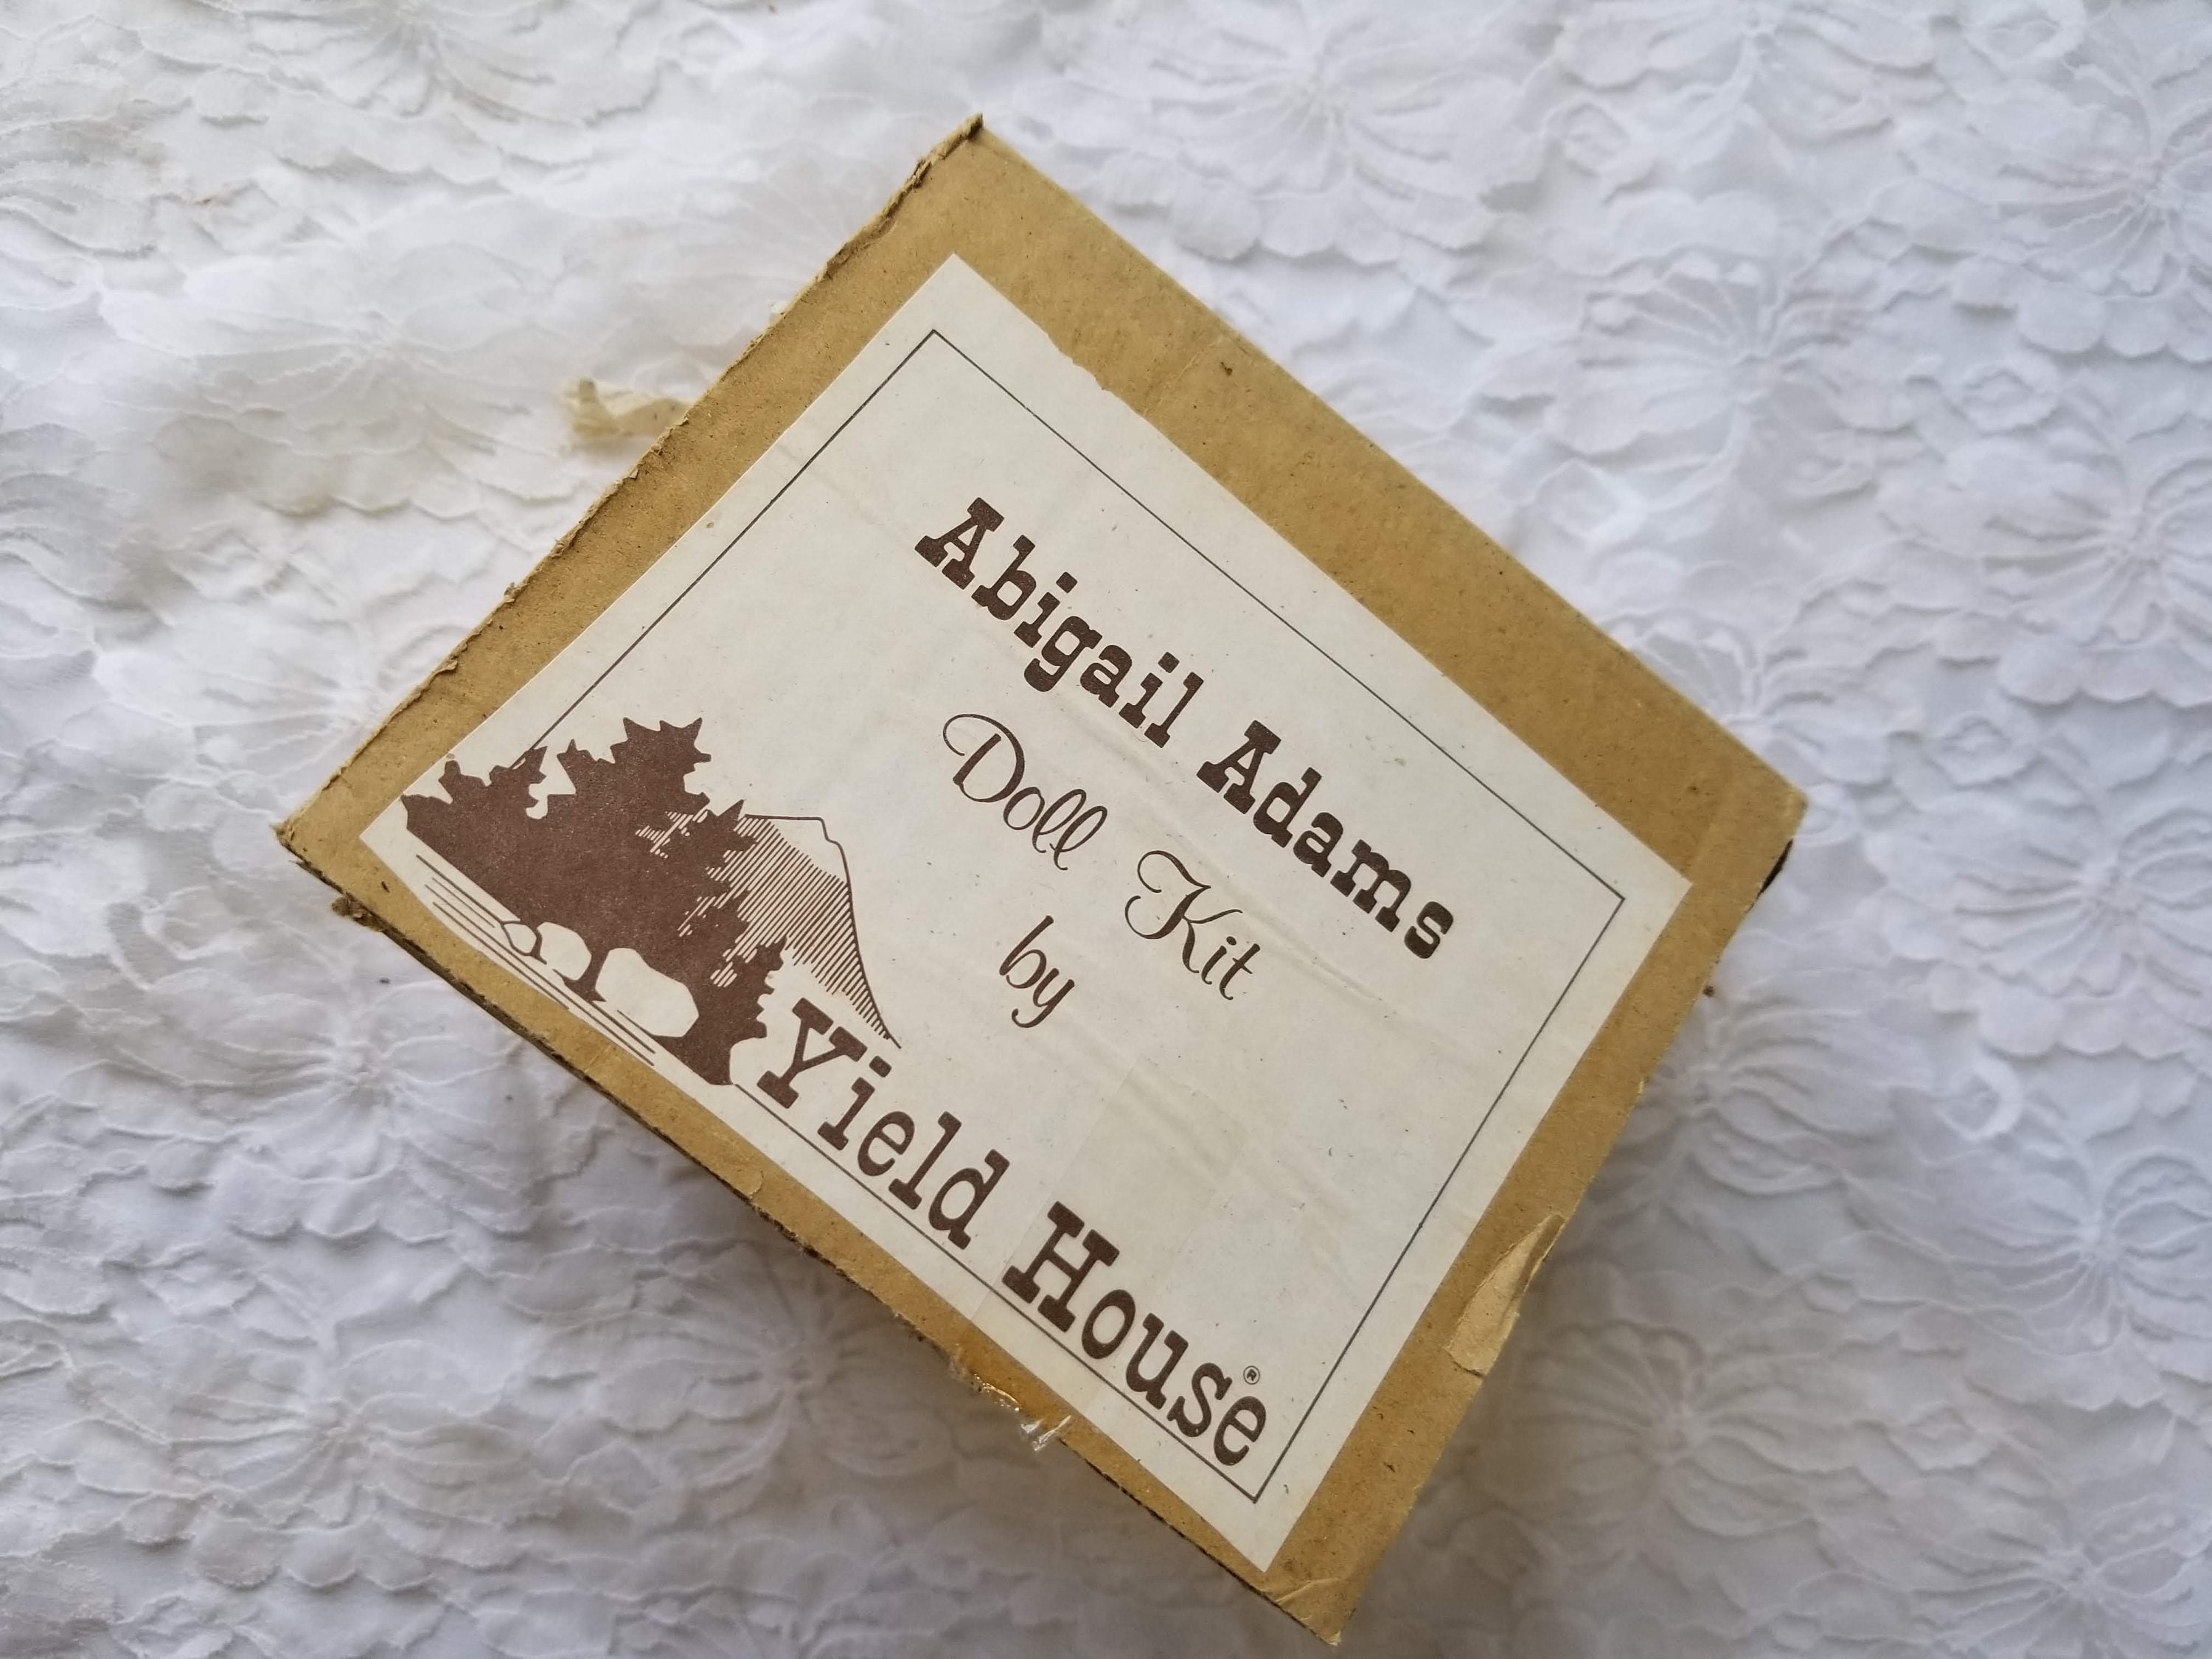 Abigail Adams
Doll Kit
by
Yield House®